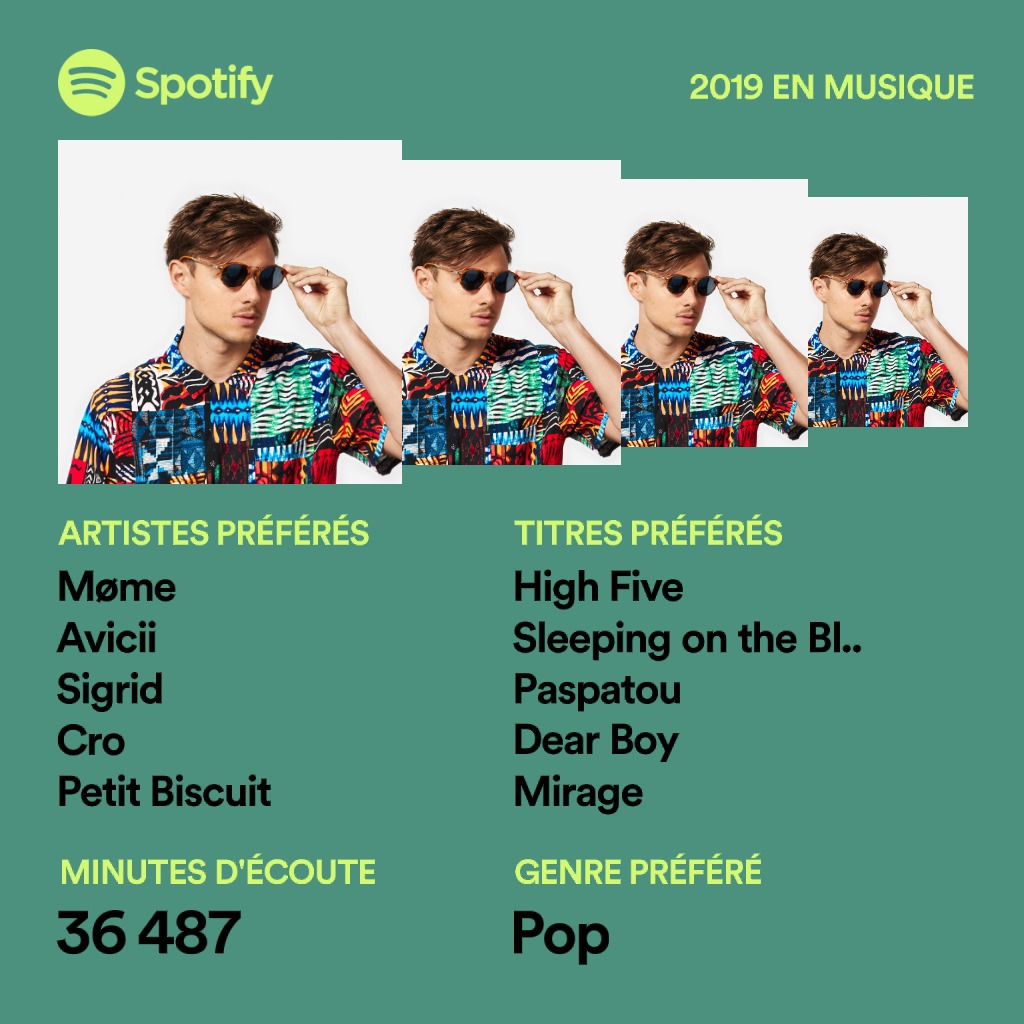 Spotify
2019 EN MUSIQUE
ARTISTES PRÉFÉRÉS
Møme
Avicii
Sigrid
Cro
Petit Biscuit
TITRES PRÉFÉRÉS
High Five
Sleeping on the Bl..
Paspatou
Dear Boy
Mirage
MINUTES D'ÉCOUTE
36 487
GENRE PRÉFÉRÉ
Pop